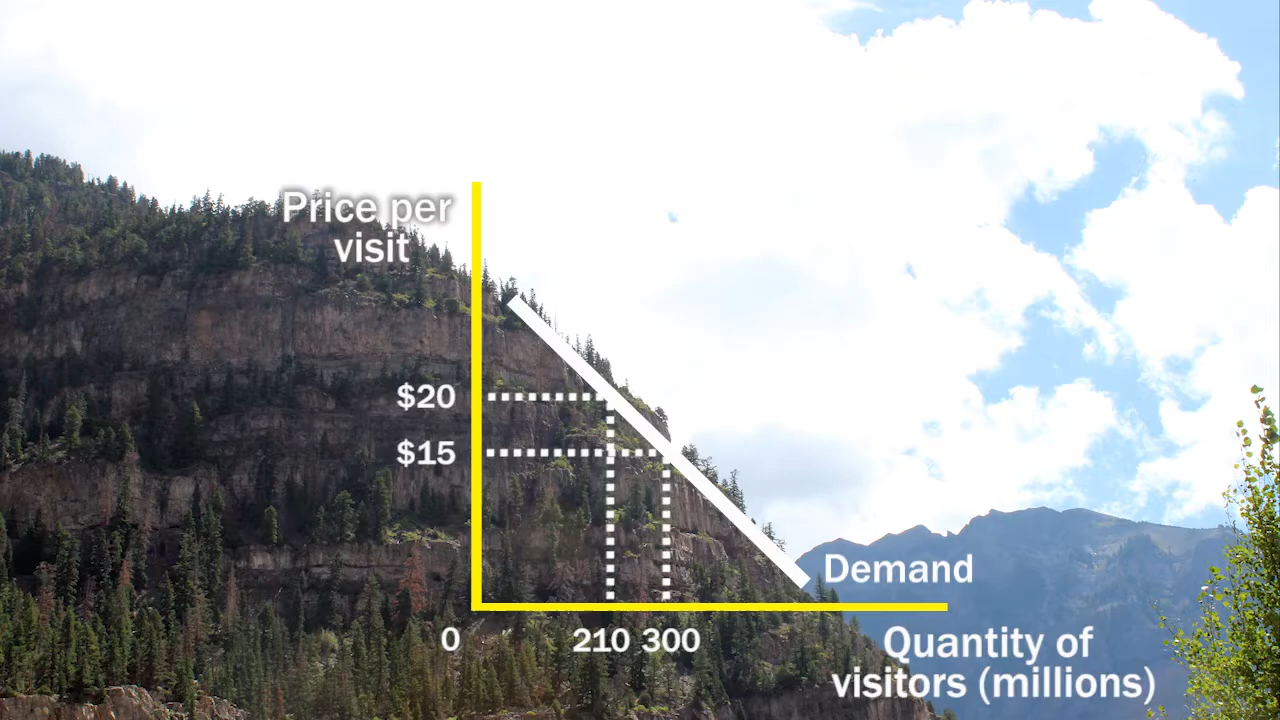 Price per
visit
$20
$15
Demand
0
210
300
Quantity of
visitors (millions)